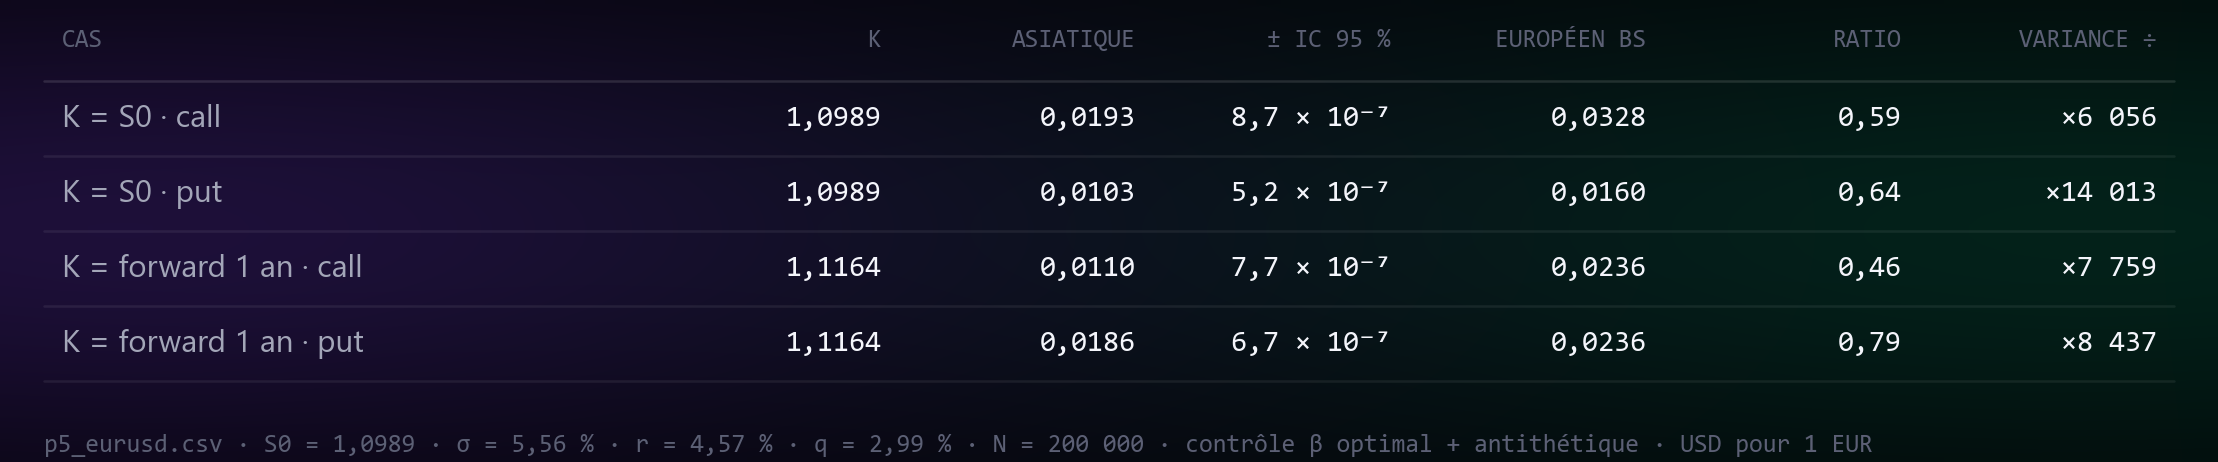 CAS K ASIATIQUE ± IC 95 % EUROPÉEN BS RATIO VARIANCE ÷
K = S0 · call 1,0989 0,0193 8,7 × 10⁻⁷ 0,0328 0,59 ×6 056
K = S0 · put 1,0989 0,0103 5,2 × 10⁻⁷ 0,0160 0,64 ×14 013
K = forward 1 an · call 1,1164 0,0110 7,7 × 10⁻⁷ 0,0236 0,46 ×7 759
K = forward 1 an · put 1,1164 0,0186 6,7 × 10⁻⁷ 0,0236 0,79 ×8 437
p5_eurusd.csv · S0 = 1,0989 · σ = 5,56 % · r = 4,57 % · q = 2,99 % · N = 200 000 · contrôle β optimal + antithétique · USD pour 1 EUR